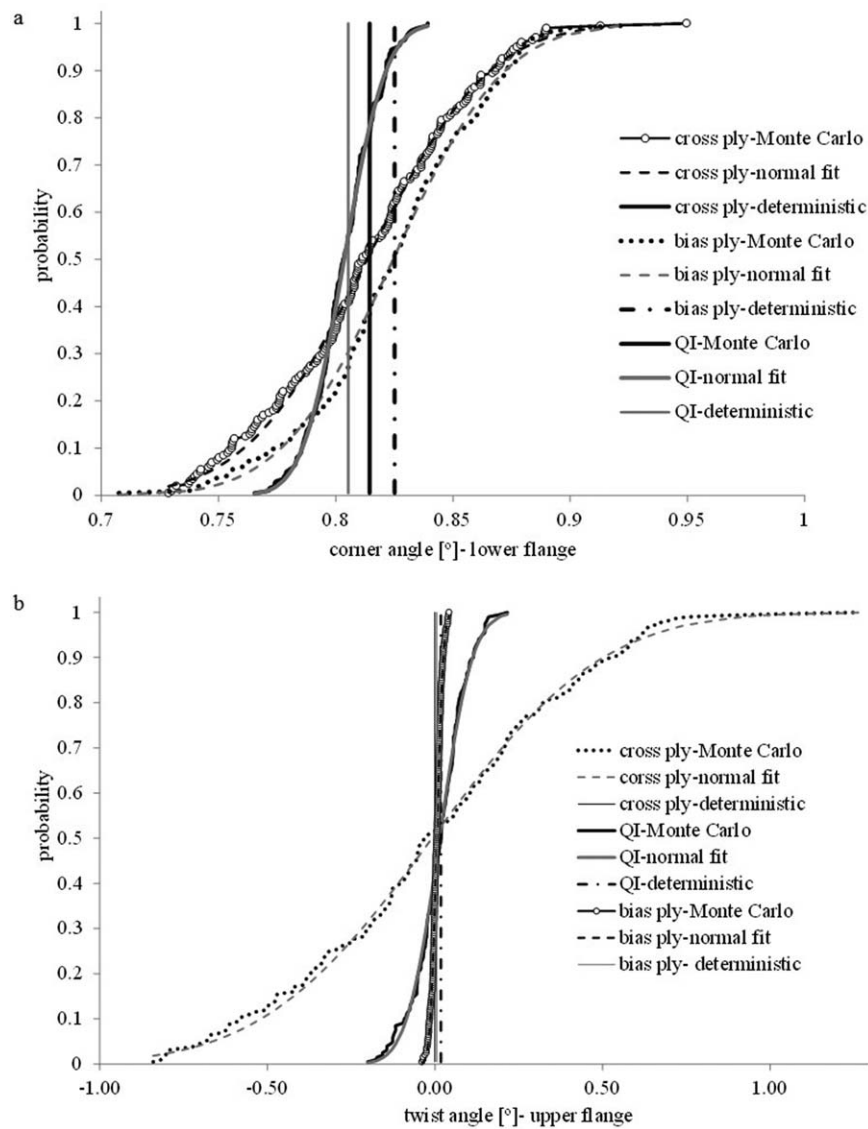 a
1
0.9
0.8
0.7
0.6
0.5
0.4
0.3
0.2
0.1
0
probability
0.7 0.75 0.8 0.85 0.9 0.95 1
corner angle [°]- lower flange
cross ply-Monte Carlo
cross ply-normal fit
cross ply-deterministic
bias ply-Monte Carlo
bias ply-normal fit
bias ply-deterministic
QI-Monte Carlo
QI-normal fit
QI-deterministic
b
1
0.9
0.8
0.7
0.6
0.5
0.4
0.3
0.2
0.1
0
probability
-1.00 -0.50 0.00 0.50 1.00
twist angle [°]- upper flange
cross ply-Monte Carlo
corss ply-normal fit
cross ply-deterministic
QI-Monte Carlo
QI-normal fit
QI-deterministic
bias ply-Monte Carlo
bias ply-normal fit
bias ply- deterministic